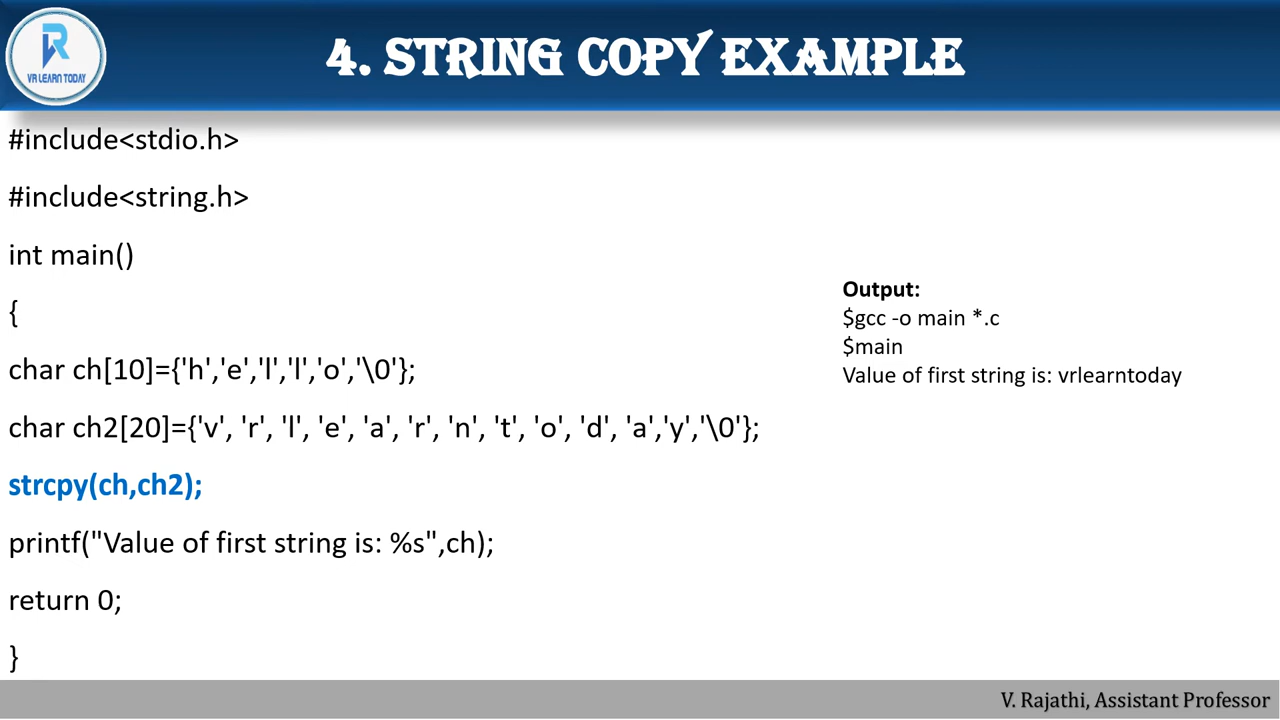 VR LEARN TODAY
4. STRING COPY EXAMPLE
#include<stdio.h>
#include<string.h>
int main()
{
char ch[10]={'h','e','l','l','o','\0'};
char ch2[20]={'v', 'r', 'l', 'e', 'a', 'r', 'n', 't', 'o', 'd', 'a','y','\0'};
strcpy(ch,ch2);
printf("Value of first string is: %s",ch);
return 0;
}
Output:
$gcc -o main *.c
$main
Value of first string is: vrlearntoday
V. Rajathi, Assistant Professor